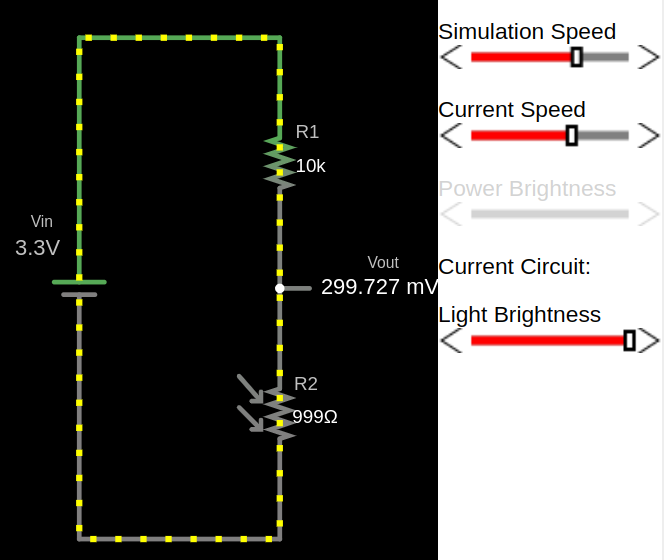 R1
10k
Vin
3.3V
Vout
299.727 mV
R2
999Ω
Simulation Speed
Current Speed
Power Brightness
Current Circuit:
Light Brightness